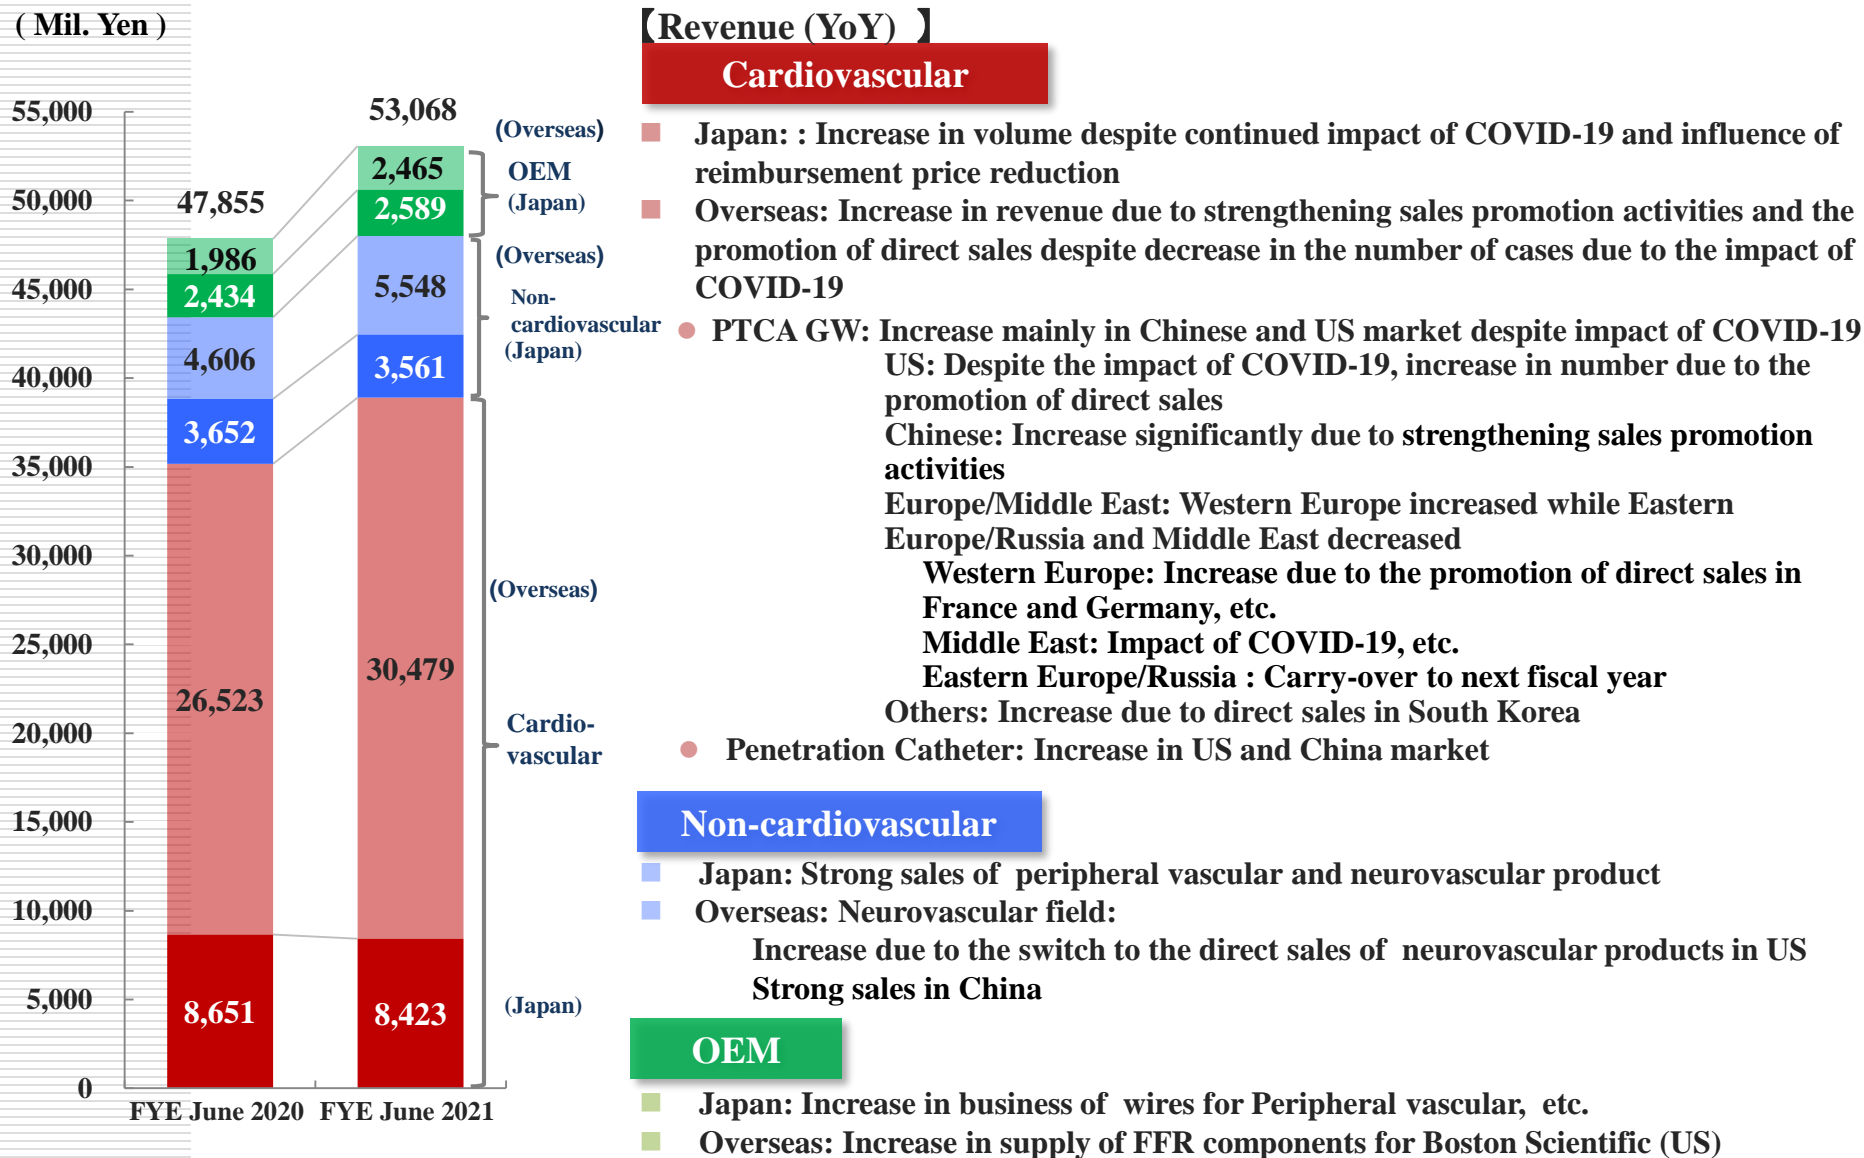 ( Mil. Yen )
55,000
50,000
45,000
40,000
35,000
30,000
25,000
20,000
15,000
10,000
5,000
0
47,855
1,986
2,434
4,606
3,652
26,523
8,651
FYE June 2020
53,068
2,465
2,589
5,548
3,561
30,479
8,423
FYE June 2021
(Overseas)
OEM
(Japan)
(Overseas)
Non-
cardiovascular
(Japan)
(Overseas)
Cardio-
vascular
(Japan)
【Revenue (YoY) 】
Cardiovascular
Japan: : Increase in volume despite continued impact of COVID-19 and influence of
reimbursement price reduction
Overseas: Increase in revenue due to strengthening sales promotion activities and the
promotion of direct sales despite decrease in the number of cases due to the impact of
COVID-19
PTCA GW: Increase mainly in Chinese and US market despite impact of COVID-19
US: Despite the impact of COVID-19, increase in number due to the
promotion of direct sales
Chinese: Increase significantly due to strengthening sales promotion
activities
Europe/Middle East: Western Europe increased while Eastern
Europe/Russia and Middle East decreased
Western Europe: Increase due to the promotion of direct sales in
France and Germany, etc.
Middle East: Impact of COVID-19, etc.
Eastern Europe/Russia : Carry-over to next fiscal year
Others: Increase due to direct sales in South Korea
Penetration Catheter: Increase in US and China market
Non-cardiovascular
Japan: Strong sales of peripheral vascular and neurovascular product
Overseas: Neurovascular field:
Increase due to the switch to the direct sales of neurovascular products in US
Strong sales in China
OEM
Japan: Increase in business of wires for Peripheral vascular, etc.
Overseas: Increase in supply of FFR components for Boston Scientific (US)